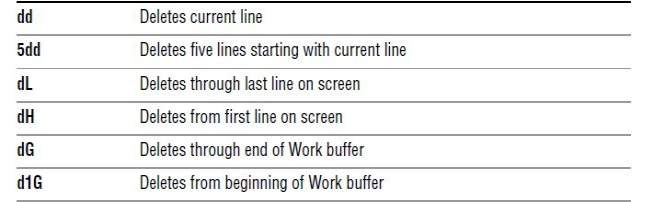 dd Deletes current line
5dd Deletes five lines starting with current line
dL Deletes through last line on screen
dH Deletes from first line on screen
dG Deletes through end of Work buffer
d1G Deletes from beginning of Work buffer